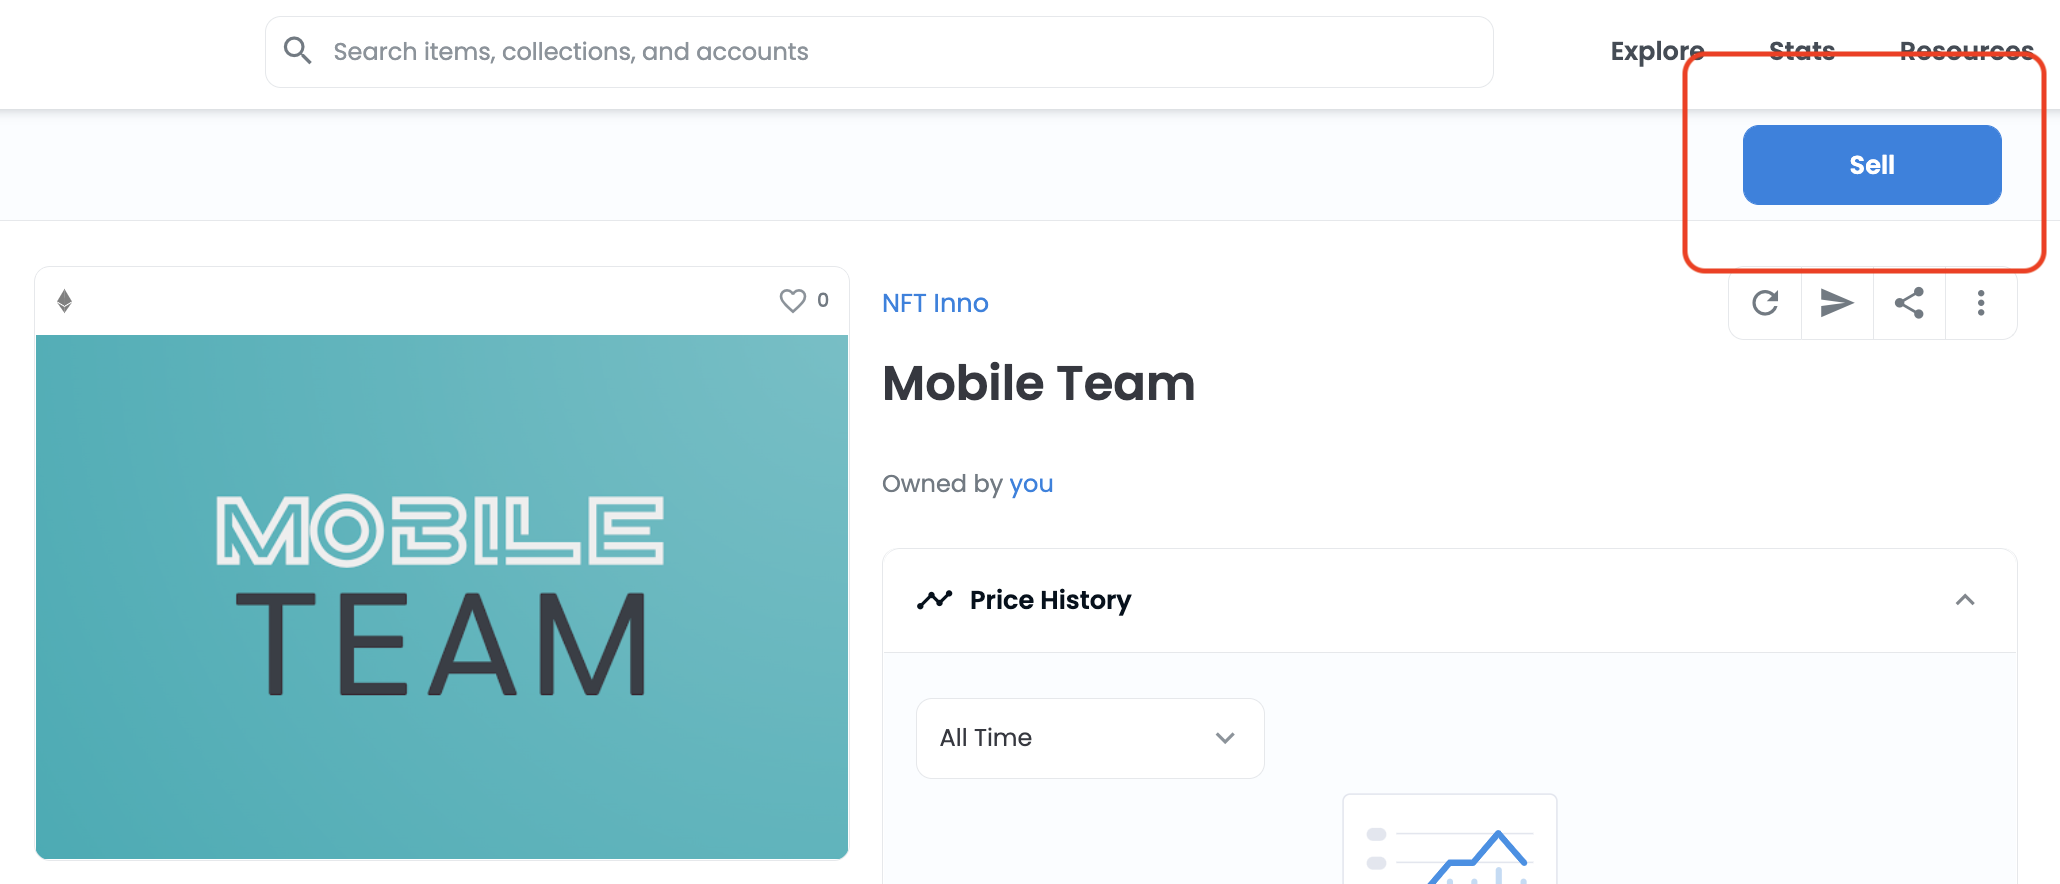 Search items, collections, and accounts
Explore Stats Resources
Sell
0
NFT Inno
Mobile Team
Owned by you
MOBILE
TEAM
Price History
All Time